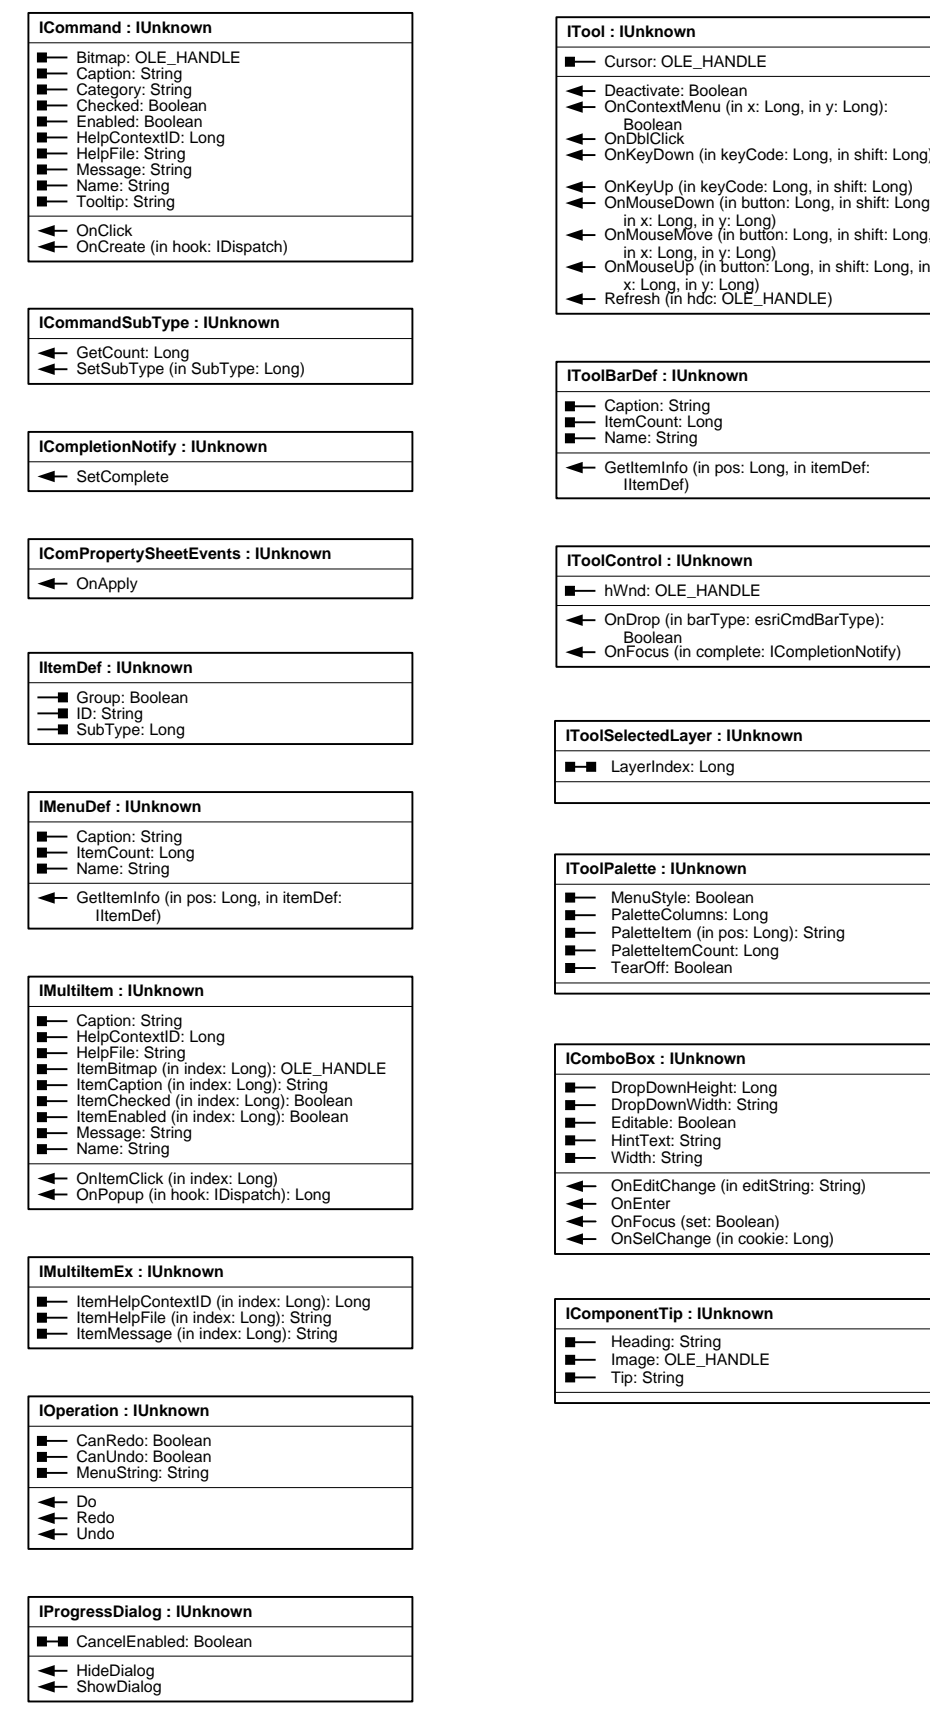 ICommand : IUnknown
Bitmap: OLE_HANDLE
Caption: String
Category: String
Checked: Boolean
Enabled: Boolean
HelpContextID: Long
HelpFile: String
Message: String
Name: String
Tooltip: String
OnClick
OnCreate (in hook: IDispatch)
ICommandSubType : IUnknown
GetCount: Long
SetSubType (in SubType: Long)
ICompletionNotify : IUnknown
SetComplete
IComPropertySheetEvents : IUnknown
OnApply
IItemDef : IUnknown
Group: Boolean
ID: String
SubType: Long
IMenuDef : IUnknown
Caption: String
ItemCount: Long
Name: String
GetItemInfo (in pos: Long, in itemDef:
IItemDef)
IMultiItem : IUnknown
Caption: String
HelpContextID: Long
HelpFile: String
ItemBitmap (in index: Long): OLE_HANDLE
ItemCaption (in index: Long): String
ItemChecked (in index: Long): Boolean
ItemEnabled (in index: Long): Boolean
Message: String
Name: String
OnItemClick (in index: Long)
OnPopup (in hook: IDispatch): Long
IMultiItemEx : IUnknown
ItemHelpContextID (in index: Long): Long
ItemHelpFile (in index: Long): String
ItemMessage (in index: Long): String
IOperation : IUnknown
CanRedo: Boolean
CanUndo: Boolean
MenuString: String
Do
Redo
Undo
IProgressDialog : IUnknown
CancelEnabled: Boolean
HideDialog
ShowDialog
ITool : IUnknown
Cursor: OLE_HANDLE
Deactivate: Boolean
OnContextMenu (in x: Long, in y: Long):
Boolean
OnDblClick
OnKeyDown (in keyCode: Long, in shift: Long)
OnKeyUp (in keyCode: Long, in shift: Long)
OnMouseDown (in button: Long, in shift: Long
in x: Long, in y: Long)
OnMouseMove (in button: Long, in shift: Long,
in x: Long, in y: Long)
OnMouseUp (in button: Long, in shift: Long, in
x: Long, in y: Long)
Refresh (in hdc: OLE_HANDLE)
IToolBarDef : IUnknown
Caption: String
ItemCount: Long
Name: String
GetItemInfo (in pos: Long, in itemDef:
IItemDef)
IToolControl : IUnknown
hWnd: OLE_HANDLE
OnDrop (in barType: esriCmdBarType):
Boolean
OnFocus (in complete: ICompletionNotify)
IToolSelectedLayer : IUnknown
LayerIndex: Long
IToolPalette : IUnknown
MenuStyle: Boolean
PaletteColumns: Long
PaletteItem (in pos: Long): String
PaletteItemCount: Long
TearOff: Boolean
IComboBox : IUnknown
DropDownHeight: Long
DropDownWidth: String
Editable: Boolean
HintText: String
Width: String
OnEditChange (in editString: String)
OnEnter
OnFocus (set: Boolean)
OnSelChange (in cookie: Long)
IComponentTip : IUnknown
Heading: String
Image: OLE_HANDLE
Tip: String